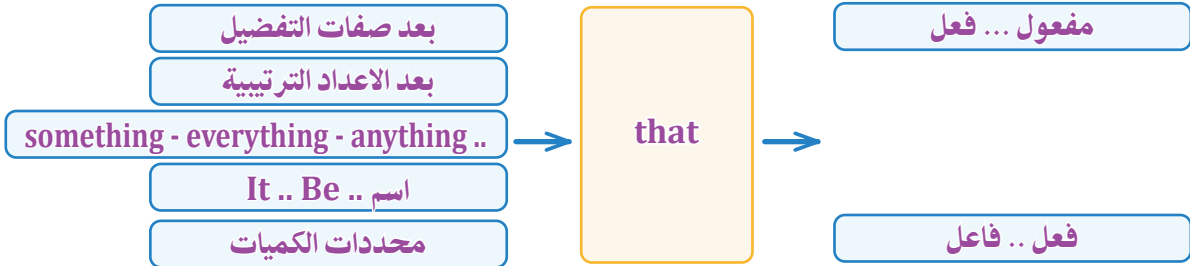 بعد صفات التفضيل
بعد الاعداد الترتيبية
something - everything - anything ..
It .. Be .. اسم
محددات الكميات
that
مفعول ... فعل
فعل .. فاعل